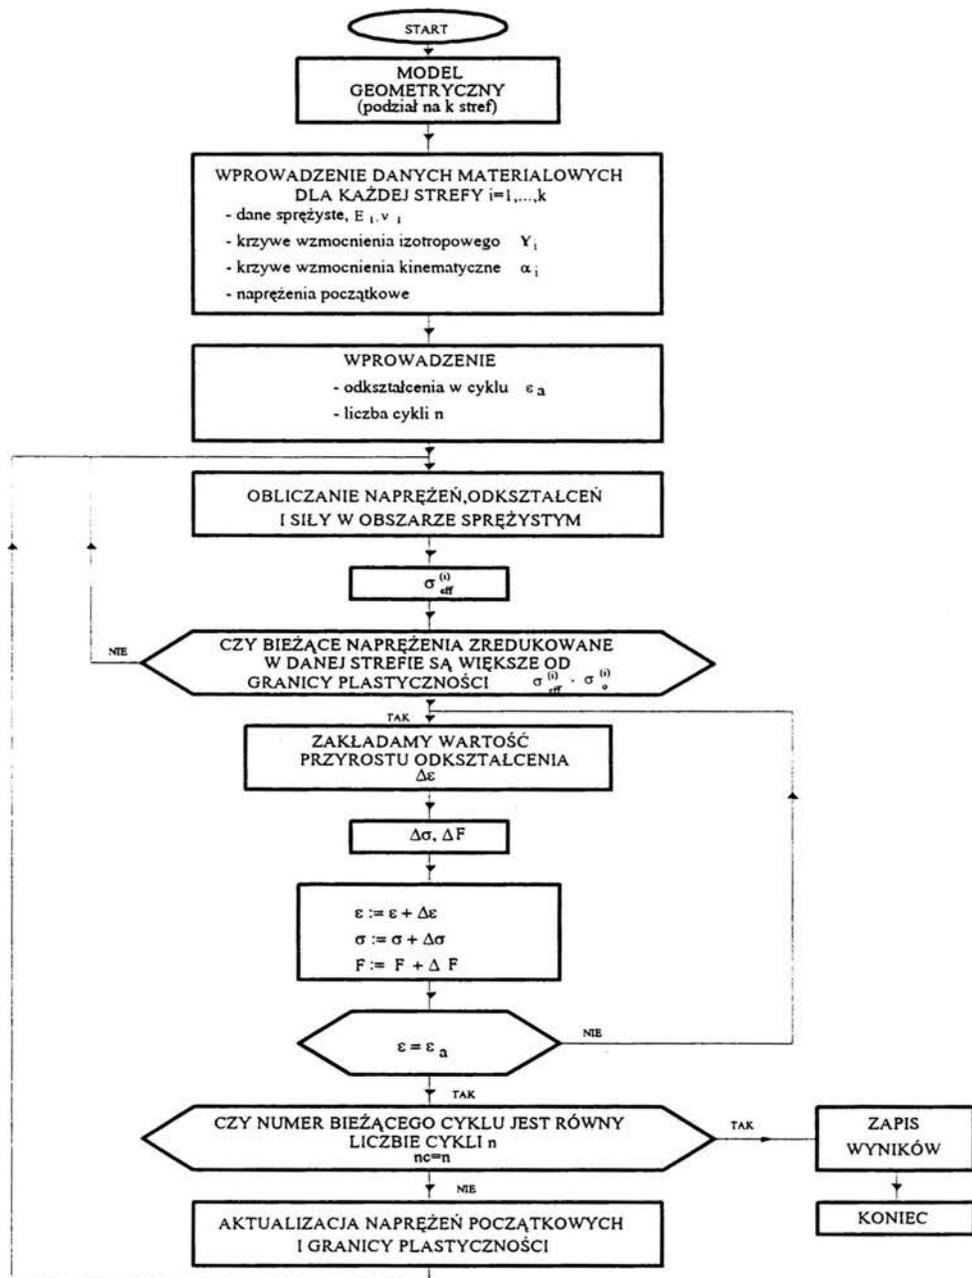 START
MODEL
GEOMETRYCZNY
(podział na k stref)
WPROWADZENIE DANYCH MATERIALOWYCH
DLA KAŻDEJ STREFY i=1,...,k
- dane sprężyste, E i, ν i
- krzywe wzmocnienia izotropowego Y i
- krzywe wzmocnienia kinematyczne α i
- naprężenia początkowe
WPROWADZENIE
- odkształcenia w cyklu ε a
- liczba cykli n
OBLICZANIE NAPRĘŻEŃ,ODKSZTAŁCEŃ
I SIŁY W OBSZARZE SPRĘŻYSTYM
σ eff (i)
NIE
CZY BIEŻĄCE NAPRĘŻENIA ZREDUKOWANE
W DANEJ STREFIE SĄ WIĘKSZE OD
GRANICY PLASTYCZNOŚCI σ eff (i) · σ o (i)
TAK
ZAKŁADAMY WARTOŚĆ
PRZYROSTU ODKSZTAŁCENIA
Δε
Δσ, Δ F
ε := ε + Δε
σ := σ + Δσ
F := F + Δ F
ε = ε a
NIE
TAK
CZY NUMER BIEŻĄCEGO CYKLU JEST RÓWNY
LICZBIE CYKLI n
nc=n
TAK
ZAPIS
WYNIKÓW
NIE
KONIEC
AKTUALIZACJA NAPRĘŻEŃ POCZĄTKOWYCH
I GRANICY PLASTYCZNOŚCI